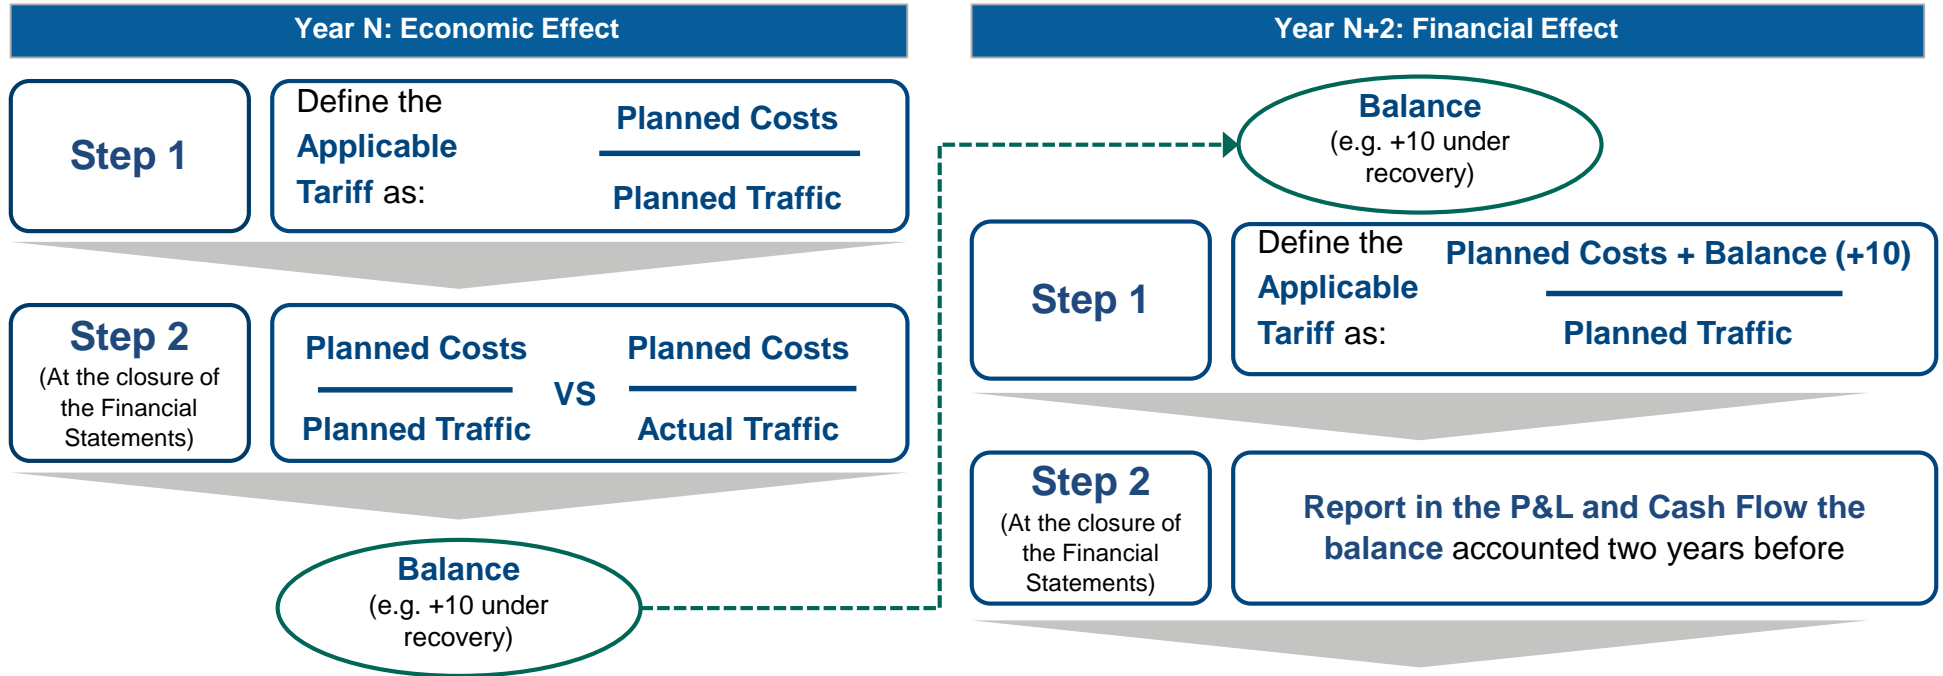 Year N: Economic Effect
Step 1
Define the
Applicable
Tariff as:
Planned Costs
Planned Traffic
Step 2
(At the closure of
the Financial
Statements)
Planned Costs
Planned Traffic
VS
Planned Costs
Actual Traffic
Balance
(e.g. +10 under
recovery)
Year N+2: Financial Effect
Balance
(e.g. +10 under
recovery)
Step 1
Define the
Applicable
Tariff as:
Planned Costs + Balance (+10)
Planned Traffic
Step 2
(At the closure of
the Financial
Statements)
Report in the P&L and Cash Flow the
balance accounted two years before